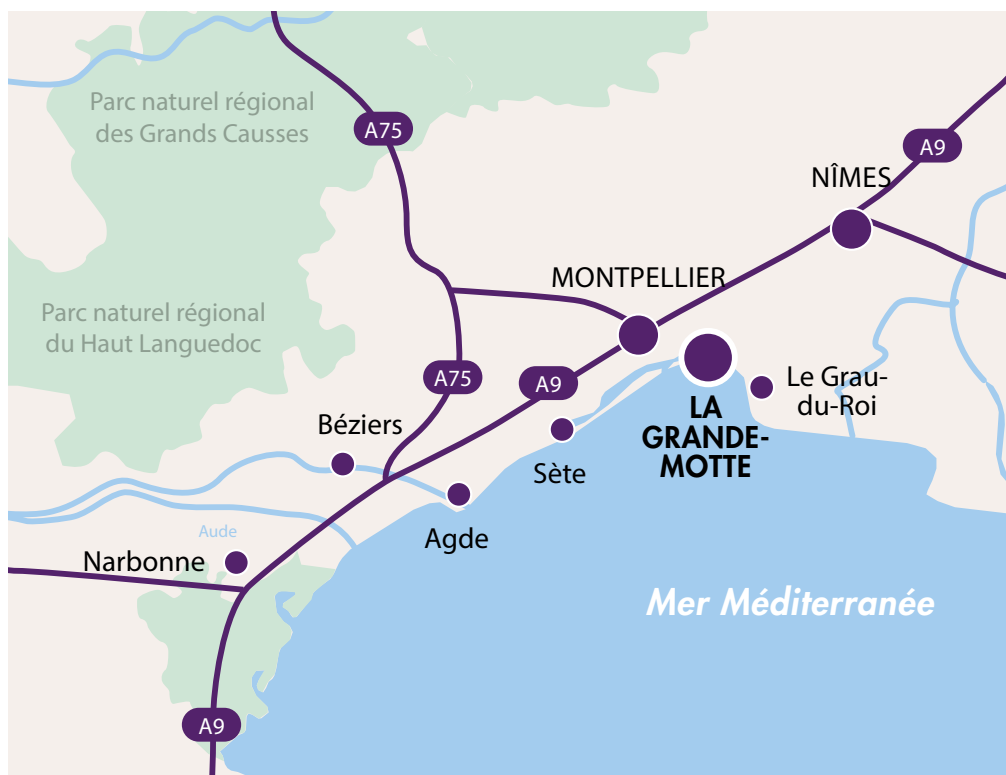 Parc naturel régional
des Grands Causses
A75
A9
NÎMES
MONTPELLIER
Parc naturel régional
du Haut Languedoc
A75
A9
Le Grau-
du-Roi
LA
GRANDE-
MOTTE
Béziers
Sète
Agde
Aude
Narbonne
Mer Méditerranée
A9